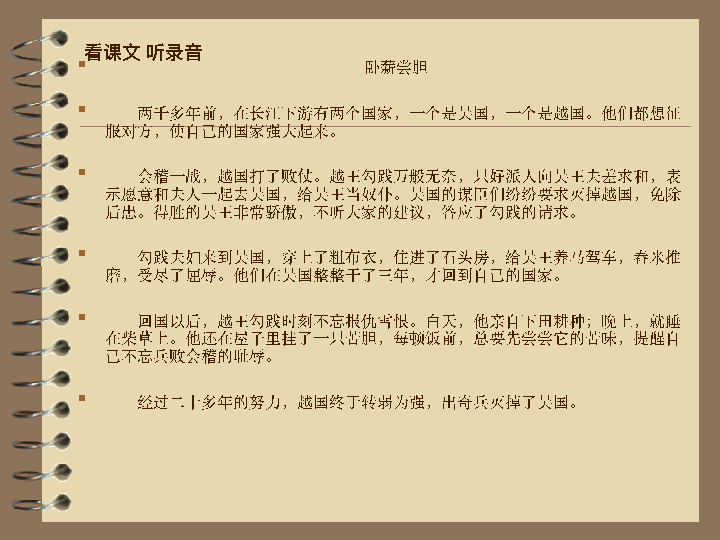 看课文 听录音
卧薪尝胆
两千多年前，在长江下游有两个国家，一个是吴国，一个是越国。他们都想征
服对方，使自己的国家强大起来。
会稽一战，越国打了败仗。越王勾践万般无奈，只好派人向吴王夫差求和，表
示愿意和夫人一起去吴国，给吴王当奴仆。吴国的谋臣们纷纷要求灭掉越国，免除
后患。得胜的吴王非常骄傲，不听大家的建议，答应了勾践的请求。
勾践夫妇来到吴国，穿上了粗布衣，住进了石头房，给吴王养马驾车，舂米推
磨，受尽了屈辱。他们在吴国整整干了三年，才回到自己的国家。
回国以后，越王勾践时刻不忘报仇雪恨。白天，他亲自下田耕种；晚上，就睡
在柴草上。他还在屋子里挂了一只苦胆，每顿饭前，总要先尝尝它的苦味，提醒自
己不忘兵败会稽的耻辱。
经过二十多年的努力，越国终于转弱为强，出奇兵灭掉了吴国。